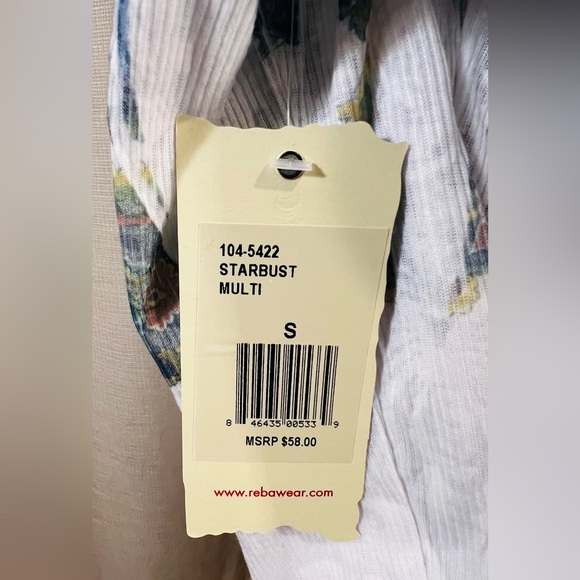 104-5422
STARBUST
MULTI
S
8 46435 00533 9
MSRP $58.00
www.rebawear.com